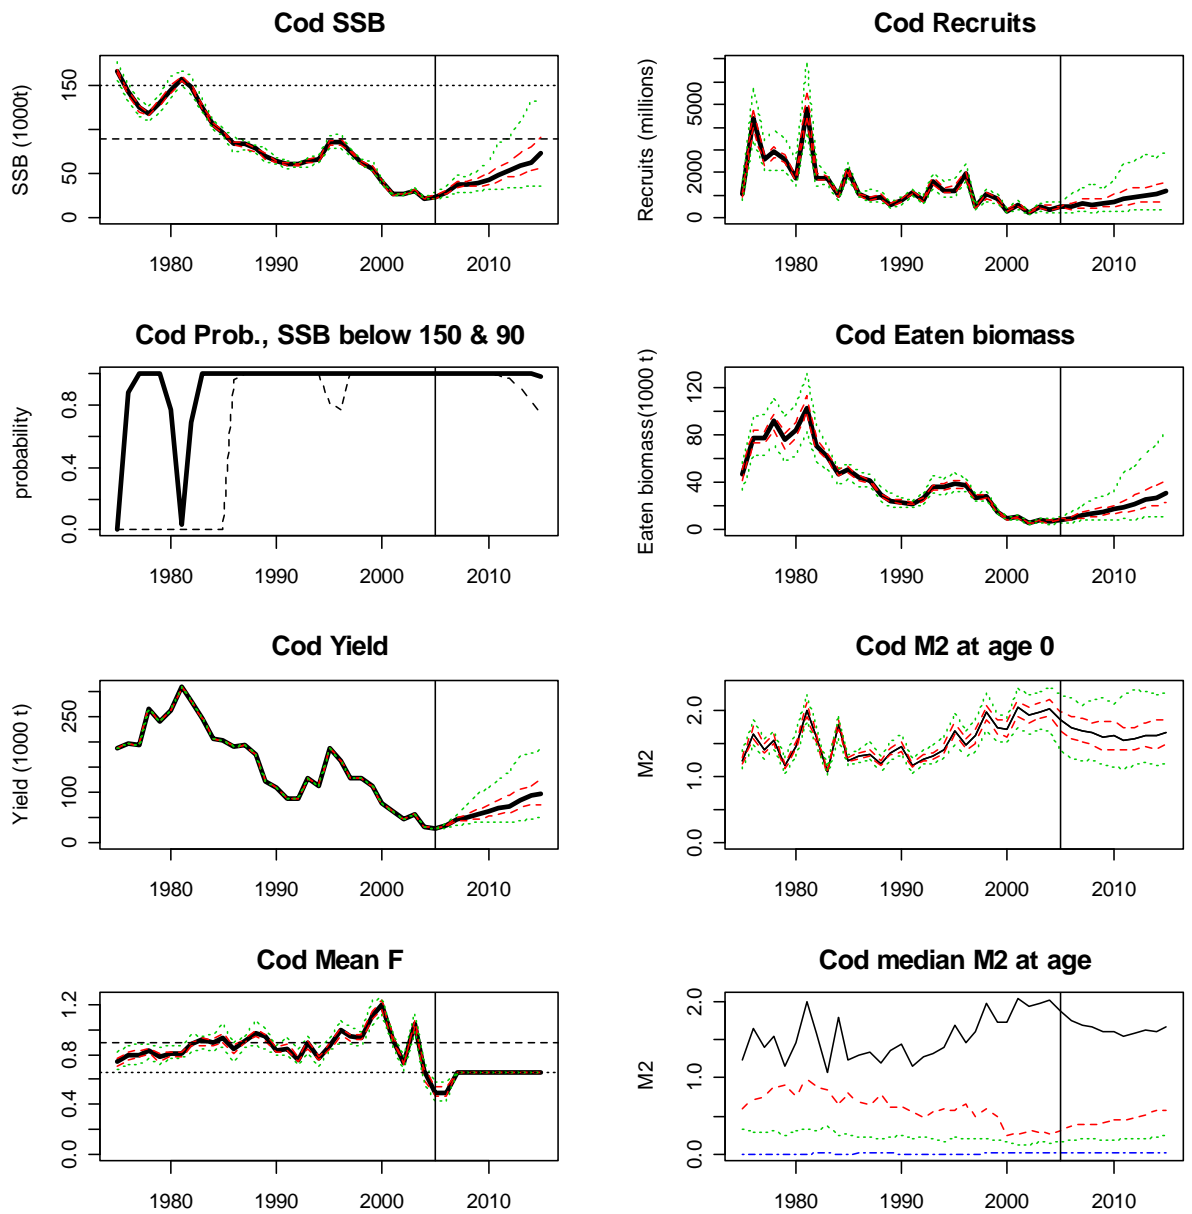 Cod SSB
SSB (1000t)
150
50
0
1980 1990 2000 2010
Cod Recruits
Recruits (millions)
5000
2000
0
1980 1990 2000 2010
Cod Prob., SSB below 150 & 90
probability
0.8
0.4
0.0
1980 1990 2000 2010
Cod Eaten biomass
Eaten biomass(1000 t)
120
80
40
0
1980 1990 2000 2010
Cod Yield
Yield (1000 t)
250
100
0
1980 1990 2000 2010
Cod M2 at age 0
M2
2.0
1.0
0.0
1980 1990 2000 2010
Cod Mean F
1.2
0.8
0.4
0.0
1980 1990 2000 2010
Cod median M2 at age
M2
2.0
1.0
0.0
1980 1990 2000 2010